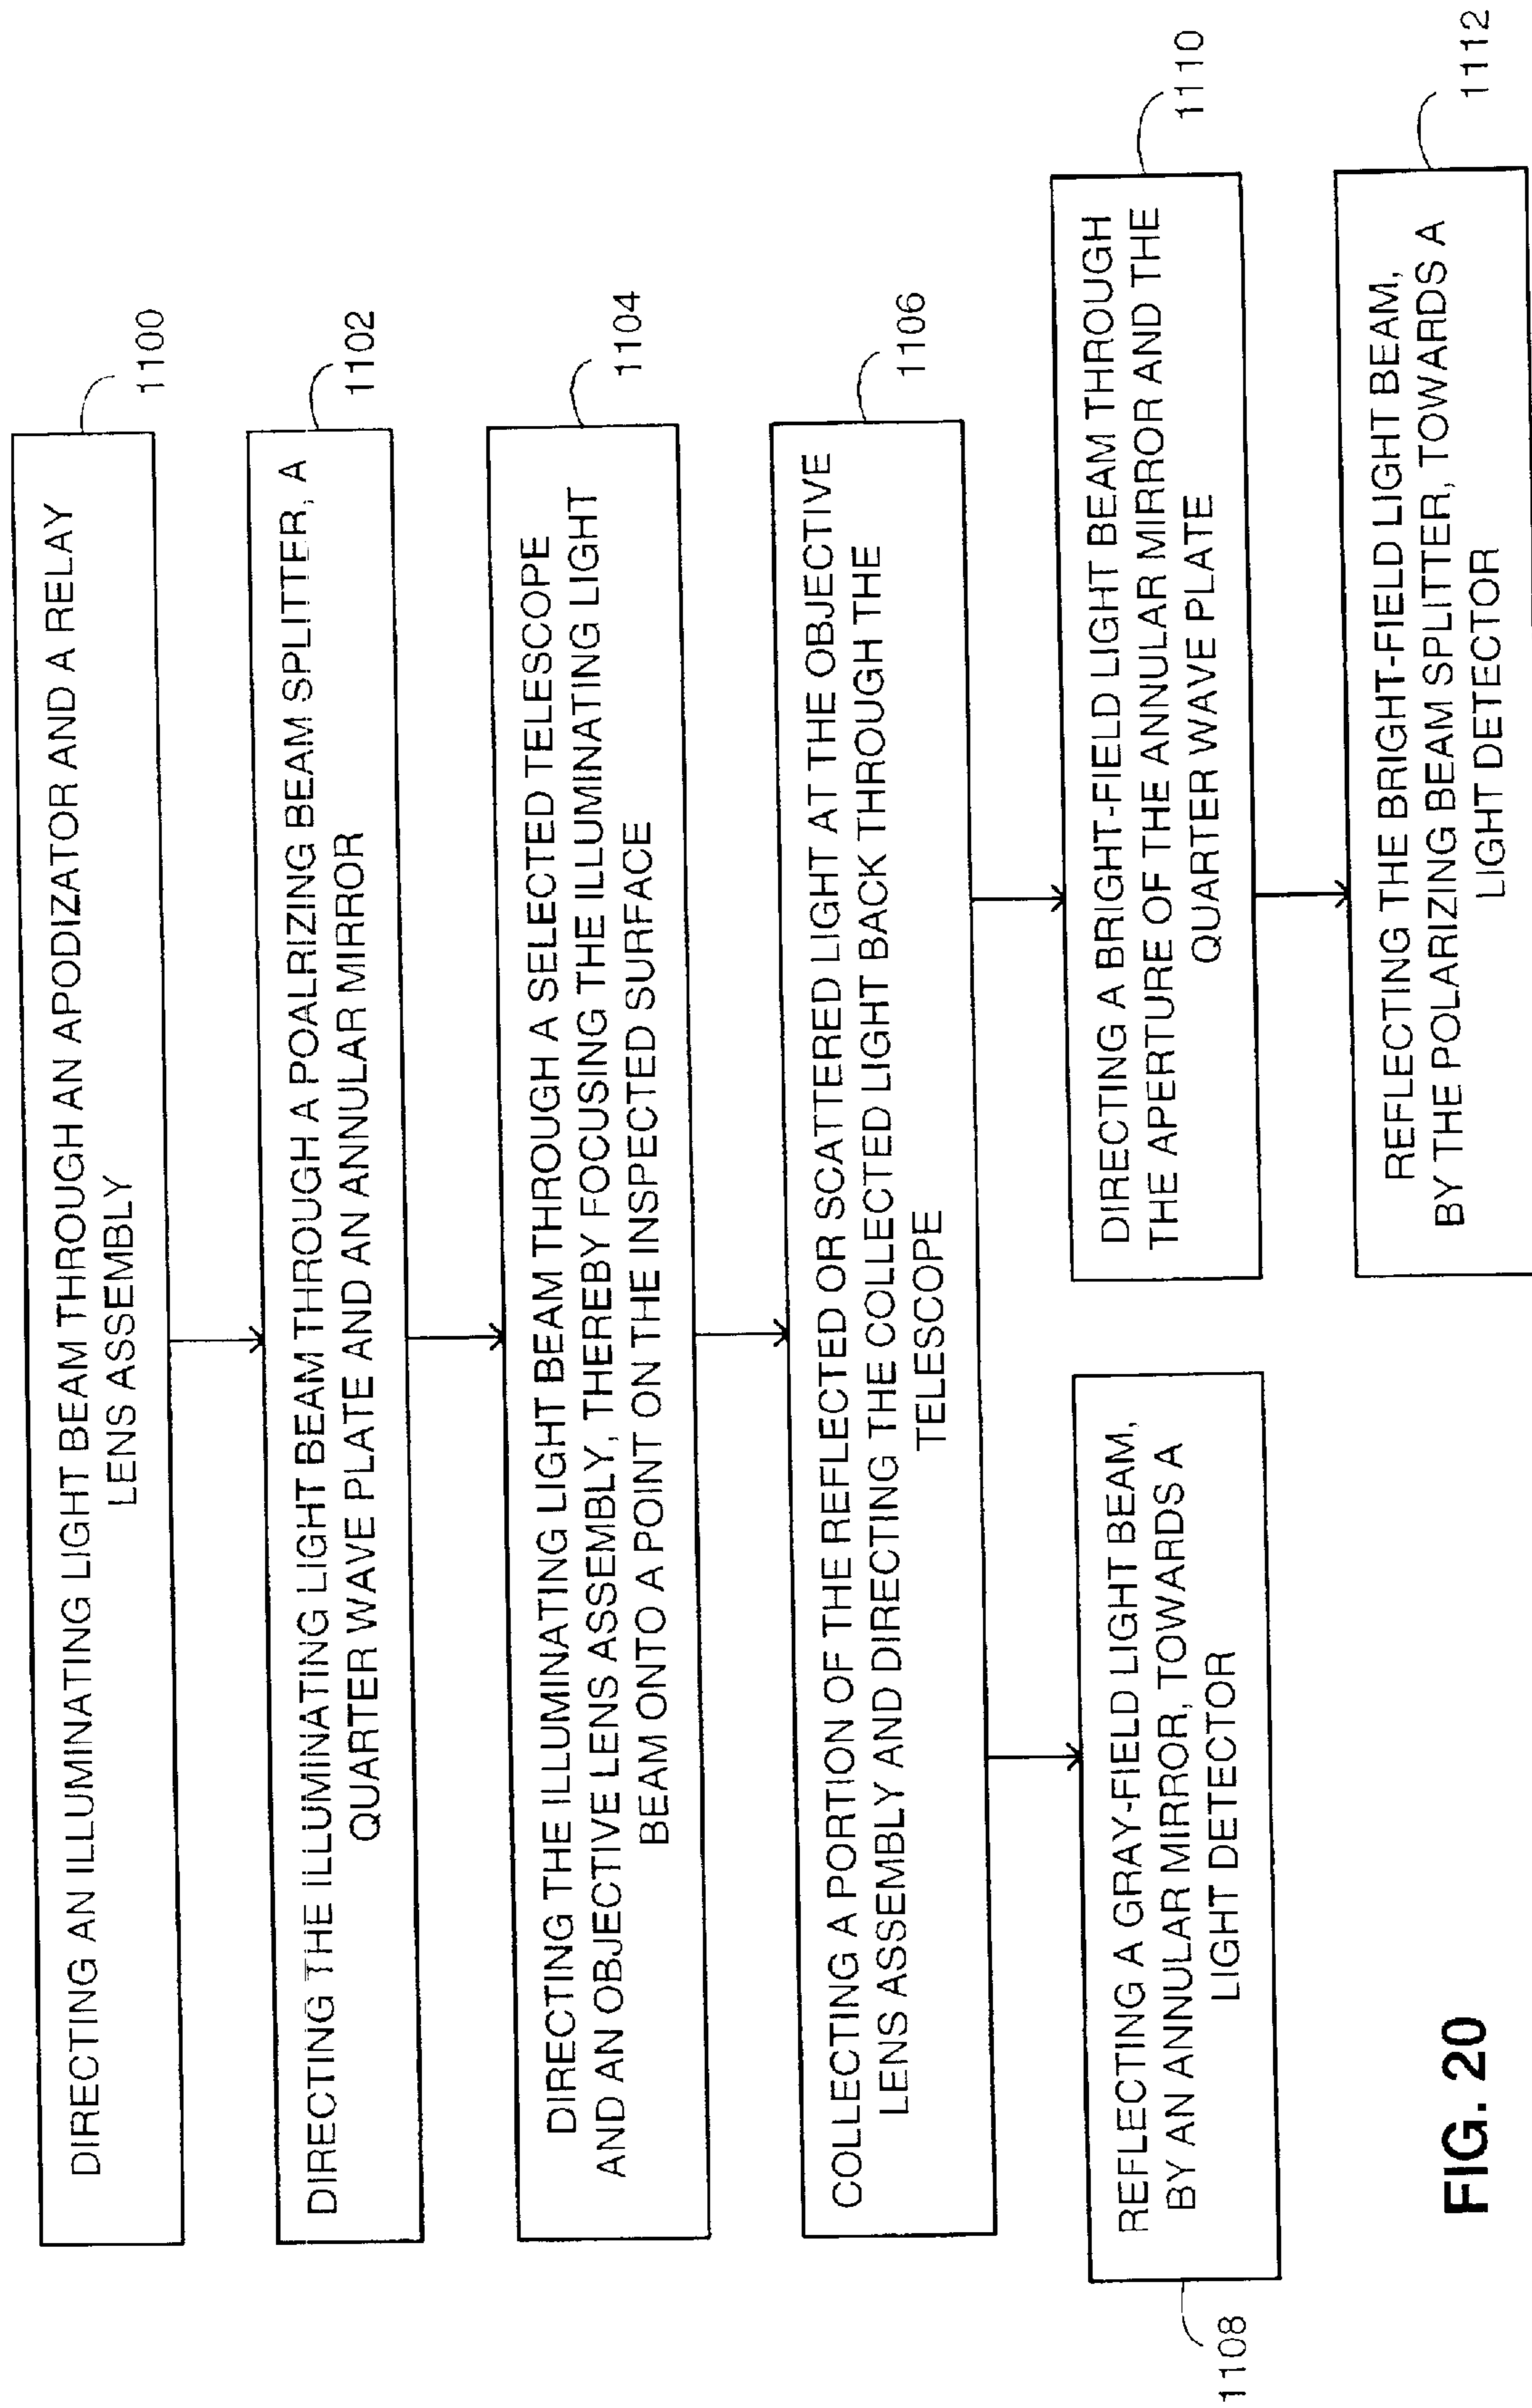 DIRECTING AN ILLUMINATING LIGHT BEAM THROUGH AN APODIZATOR AND A RELAY
LENS ASSEMBLY
1100
DIRECTING THE ILLUMINATING LIGHT BEAM THROUGH A POALRIZING BEAM SPLITTER, A
QUARTER WAVE PLATE AND AN ANNULAR MIRROR
1102
DIRECTING THE ILLUMINATING LIGHT BEAM THROUGH A SELECTED TELESCOPE
AND AN OBJECTIVE LENS ASSEMBLY, THEREBY FOCUSING THE ILLUMINATING LIGHT
BEAM ONTO A POINT ON THE INSPECTED SURFACE
1104
COLLECTING A PORTION OF THE REFLECTED OR SCATTERED LIGHT AT THE OBJECTIVE
LENS ASSEMBLY AND DIRECTING THE COLLECTED LIGHT BACK THROUGH THE
TELESCOPE
1106
REFLECTING A GRAY-FIELD LIGHT BEAM,
BY AN ANNULAR MIRROR, TOWARDS A
LIGHT DETECTOR
1108
DIRECTING A BRIGHT-FIELD LIGHT BEAM THROUGH
THE APERTURE OF THE ANNULAR MIRROR AND THE
QUARTER WAVE PLATE
1110
REFLECTING THE BRIGHT-FIELD LIGHT BEAM,
BY THE POLARIZING BEAM SPLITTER, TOWARDS A
LIGHT DETECTOR
1112
FIG. 20